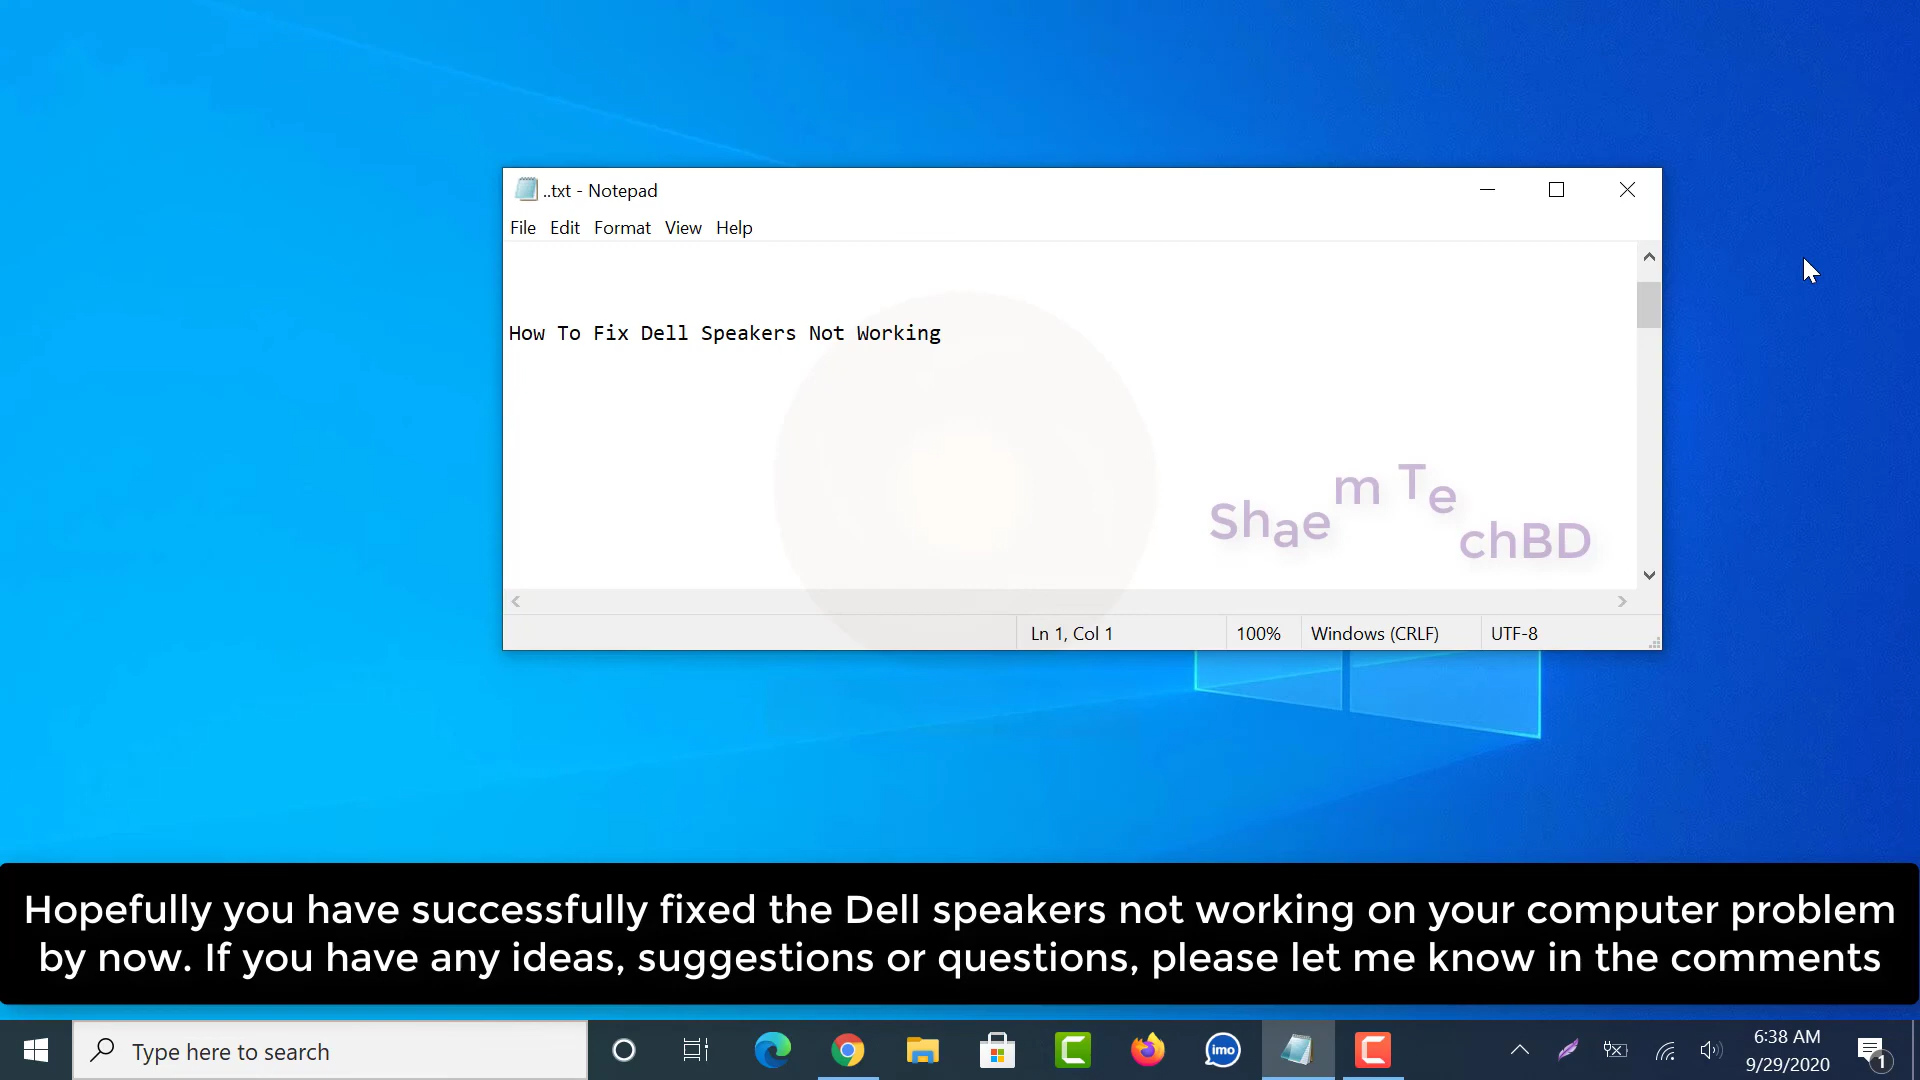 ..txt - Notepad
File Edit Format View Help
How To Fix Dell Speakers Not Working
Shaem TechBD
Ln 1, Col 1 100% Windows (CRLF) UTF-8
Hopefully you have successfully fixed the Dell speakers not working on your computer problem
by now. If you have any ideas, suggestions or questions, please let me know in the comments
Type here to search
imo
6:38 AM
9/29/2020
1